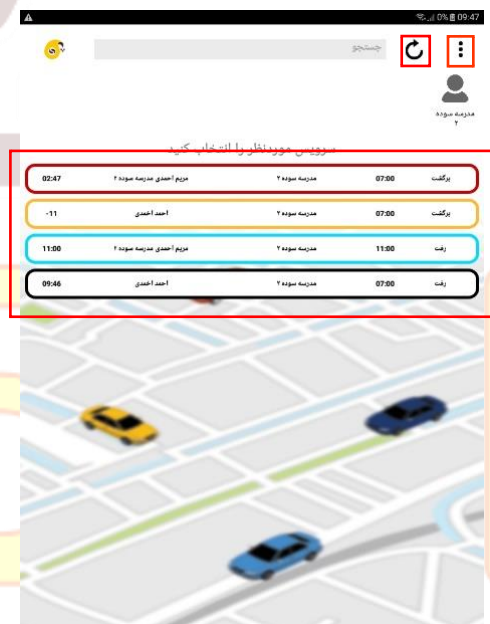 0% 09:47
جستجو
مدرسه سوده
۲
سرویس موردنظر را انتخاب کنید
برگشت 07:00 مدرسه سوده ۲ مریم احمدی مدرسه سوده ۲ 02:47
برگشت 07:00 مدرسه سوده ۲ احمد احمدی -11
رفت 11:00 مدرسه سوده ۲ مریم احمدی مدرسه سوده ۲ 11:00
رفت 07:00 مدرسه سوده ۲ احمد احمدی 09:46